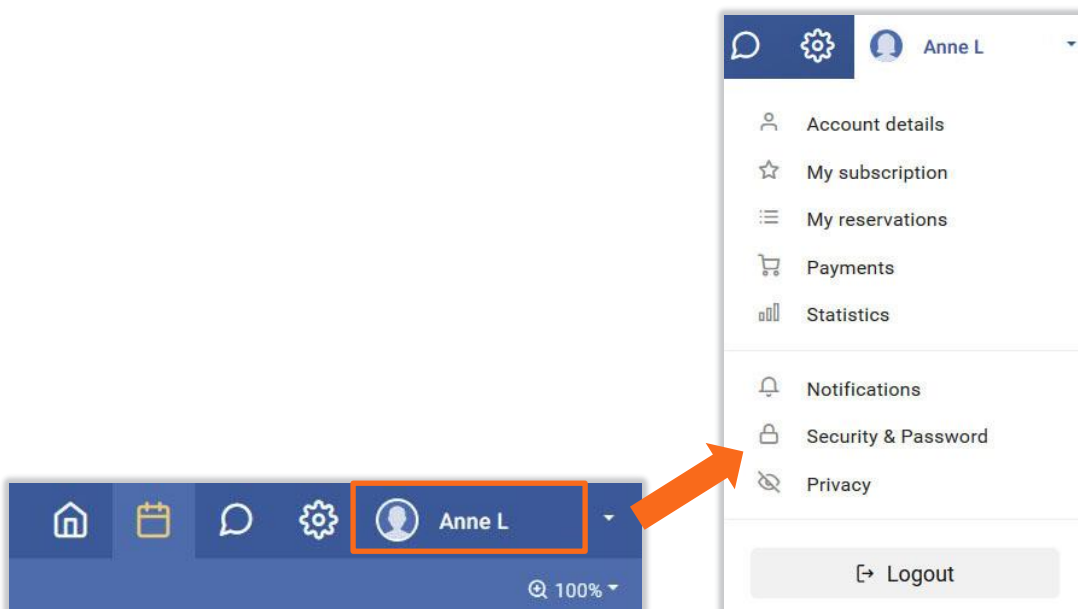 Anne L
Account details
My subscription
My reservations
Payments
Statistics
Notifications
Security & Password
Privacy
Logout
Anne L
100%